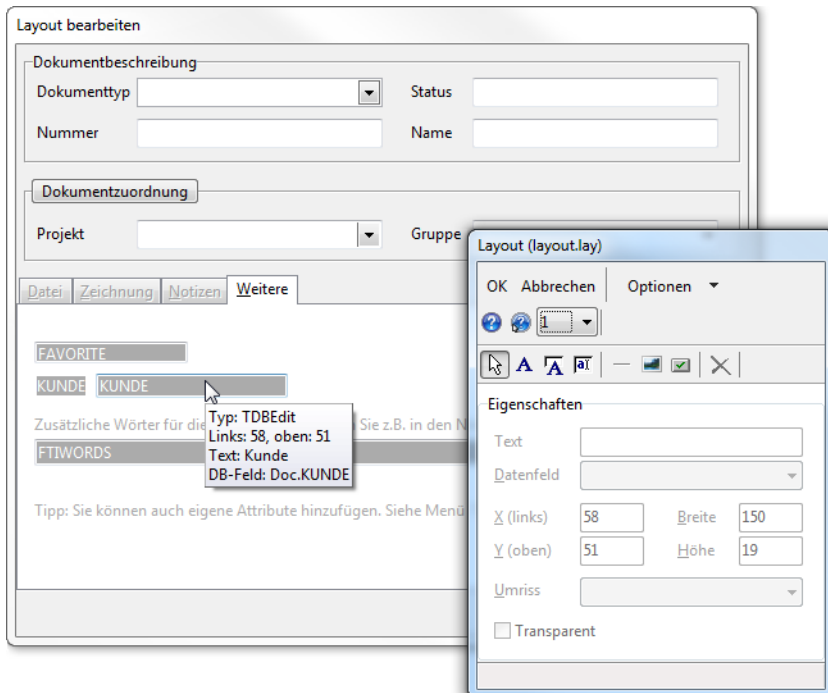 Layout bearbeiten
Dokumentbeschreibung
Dokumenttyp Status
Nummer Name
Dokumentzuordnung
Projekt Gruppe
Datei Zeichnung Notizen Weitere
FAVORITE
KUNDE KUNDE
Zusätzliche Wörter für die Sie z.B. in den N
FTIWORDS
Tipp: Sie können auch eigene Attribute hinzufügen. Siehe Menü
Typ: TDBEdit
Links: 58, oben: 51
Text: Kunde
DB-Feld: Doc.KUNDE
Layout (layout.lay)
OK Abbrechen Optionen
1
A A aI
Eigenschaften
Text
Datenfeld
X (links) 58 Breite 150
Y (oben) 51 Höhe 19
Umriss
Transparent